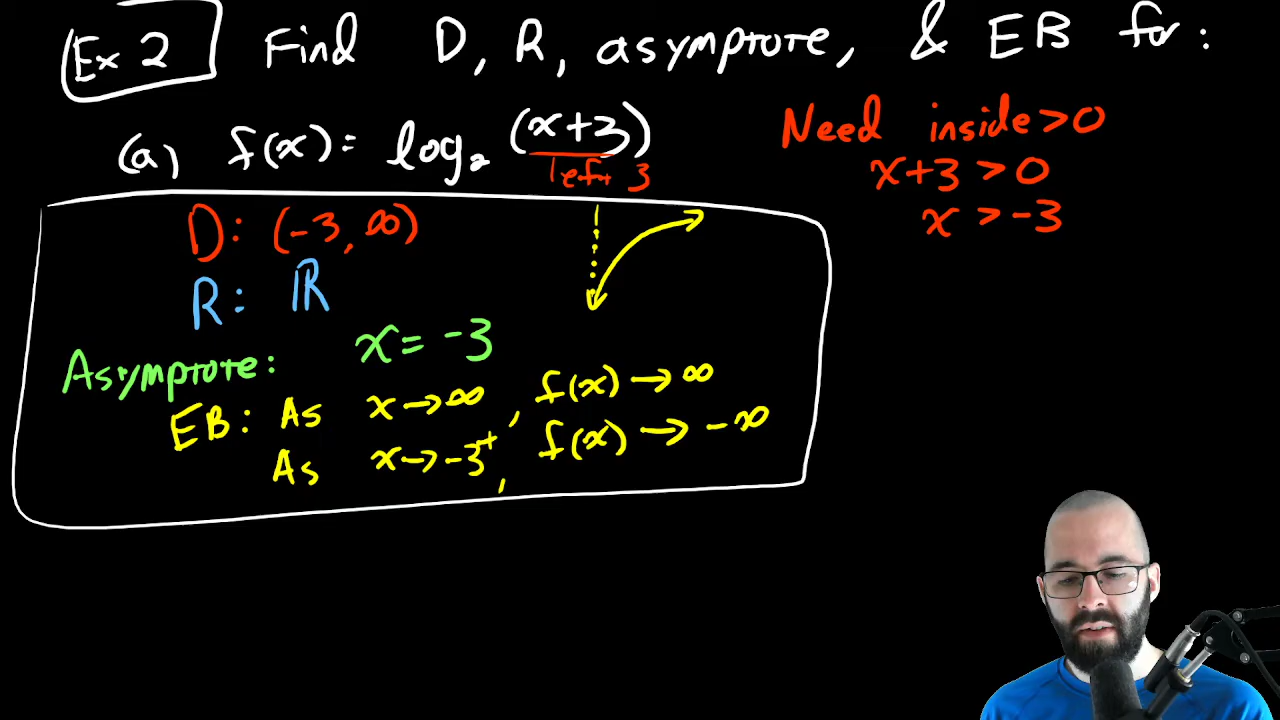 Ex 2 Find D, R, asymptote, & EB for:
(a) f(x) = log₂ (x+3)
left 3
Need inside > 0
x+3 > 0
x > -3
D: (-3, ∞)
R: ℝ
Asymptote: x = -3
EB: As x → ∞, f(x) → ∞
As x → -3⁺, f(x) → -∞